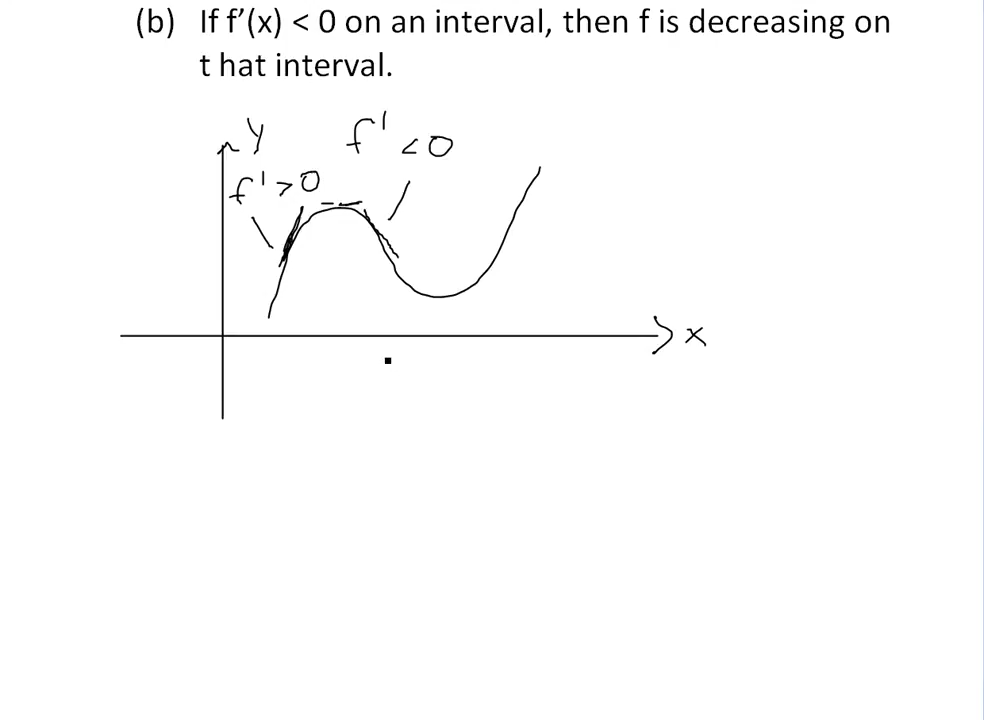 (b) If f’(x) < 0 on an interval, then f is decreasing on
t hat interval.
y
f' <0
f' >0
x